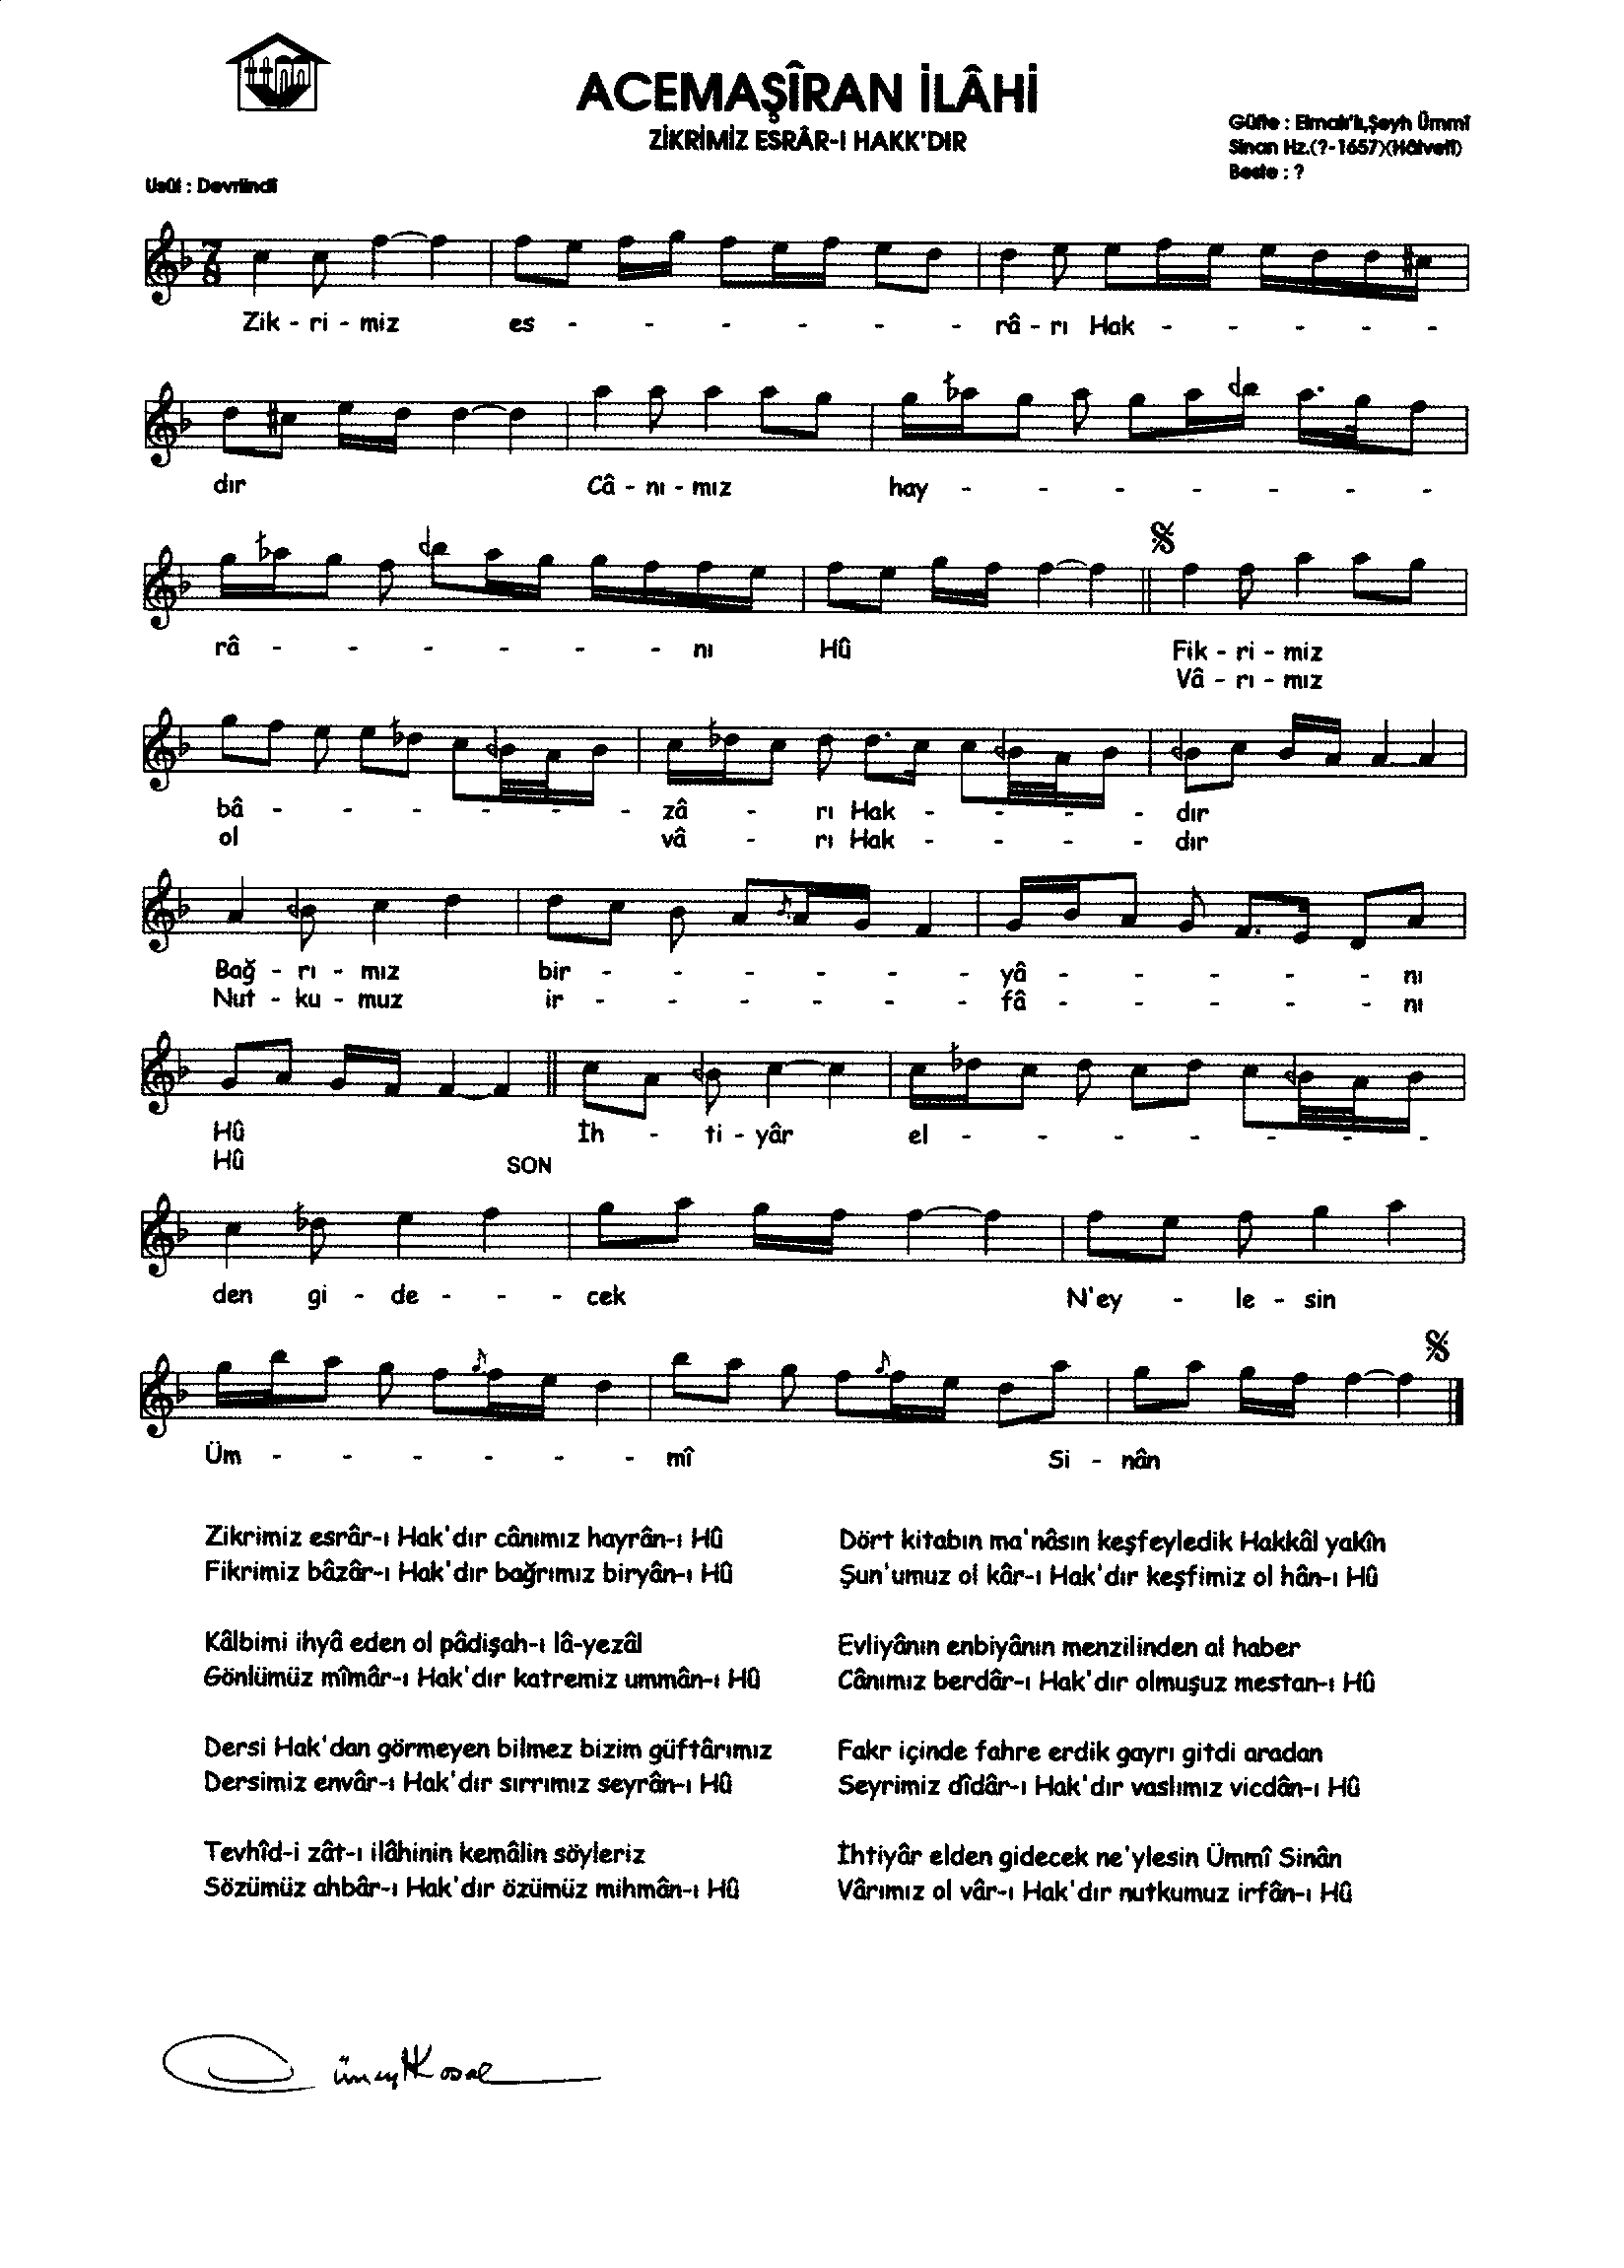 ACEMAŞÎRAN İLÂHİ
ZİKRİMİZ ESRÂR-I HAKK'DIR
Güfte : Elmalı'lı,Şeyh Ümmî
Sinan Hz.(?-1657)(Hâlvetî)
Beste : ?
Usûl : Devrihindî
7
8
Zik - ri - miz es - - - - - - râ - rı Hak - - - - -
dır Câ - nı - mız hay - - - - - - -
râ - - - - - - nı HÛ Fik - ri - miz
Vâ - rı - mız
bâ - - - - - - zâ - rı Hak - - - - dır
ol vâ - rı Hak - - - - dır
Bağ - rı - mız bir - - - - - - yâ - - - - - nı
Nut - ku - muz ir - - - - - - fâ - - - - - nı
HÛ İh - ti - yâr el - - - - - - -
HÛ SON
den gi - de - - - cek N'ey - le - sin
Üm - - - - - - mî Si - nân
Zikrimiz esrâr-ı Hak'dır cânımız hayrân-ı HÛ
Fikrimiz bâzâr-ı Hak'dır bağrımız biryân-ı HÛ
Kâlbimi ihyâ eden ol pâdişah-ı lâ-yezâl
Gönlümüz mîmâr-ı Hak'dır katremiz ummân-ı HÛ
Dersi Hak'dan görmeyen bilmez bizim güftârımız
Dersimiz envâr-ı Hak'dır sırrımız seyrân-ı HÛ
Tevhîd-i zât-ı ilâhinin kemâlin söyleriz
Sözümüz ahbâr-ı Hak'dır özümüz mihmân-ı HÛ
Dört kitabın ma'nâsın keşfeyledik Hakkâl yakîn
Şun'umuz ol kâr-ı Hak'dır keşfimiz ol hân-ı HÛ
Evliyânın enbiyânın menzilinden al haber
Cânımız berdâr-ı Hak'dır olmuşuz mestan-ı HÛ
Fakr içinde fahre erdik gayrı gitdi aradan
Seyrimiz dîdâr-ı Hak'dır vaslımız vicdân-ı HÛ
İhtiyâr elden gidecek ne'ylesin Ümmî Sinân
Vârımız ol vâr-ı Hak'dır nutkumuz irfân-ı HÛ
Cüneyt Kosal